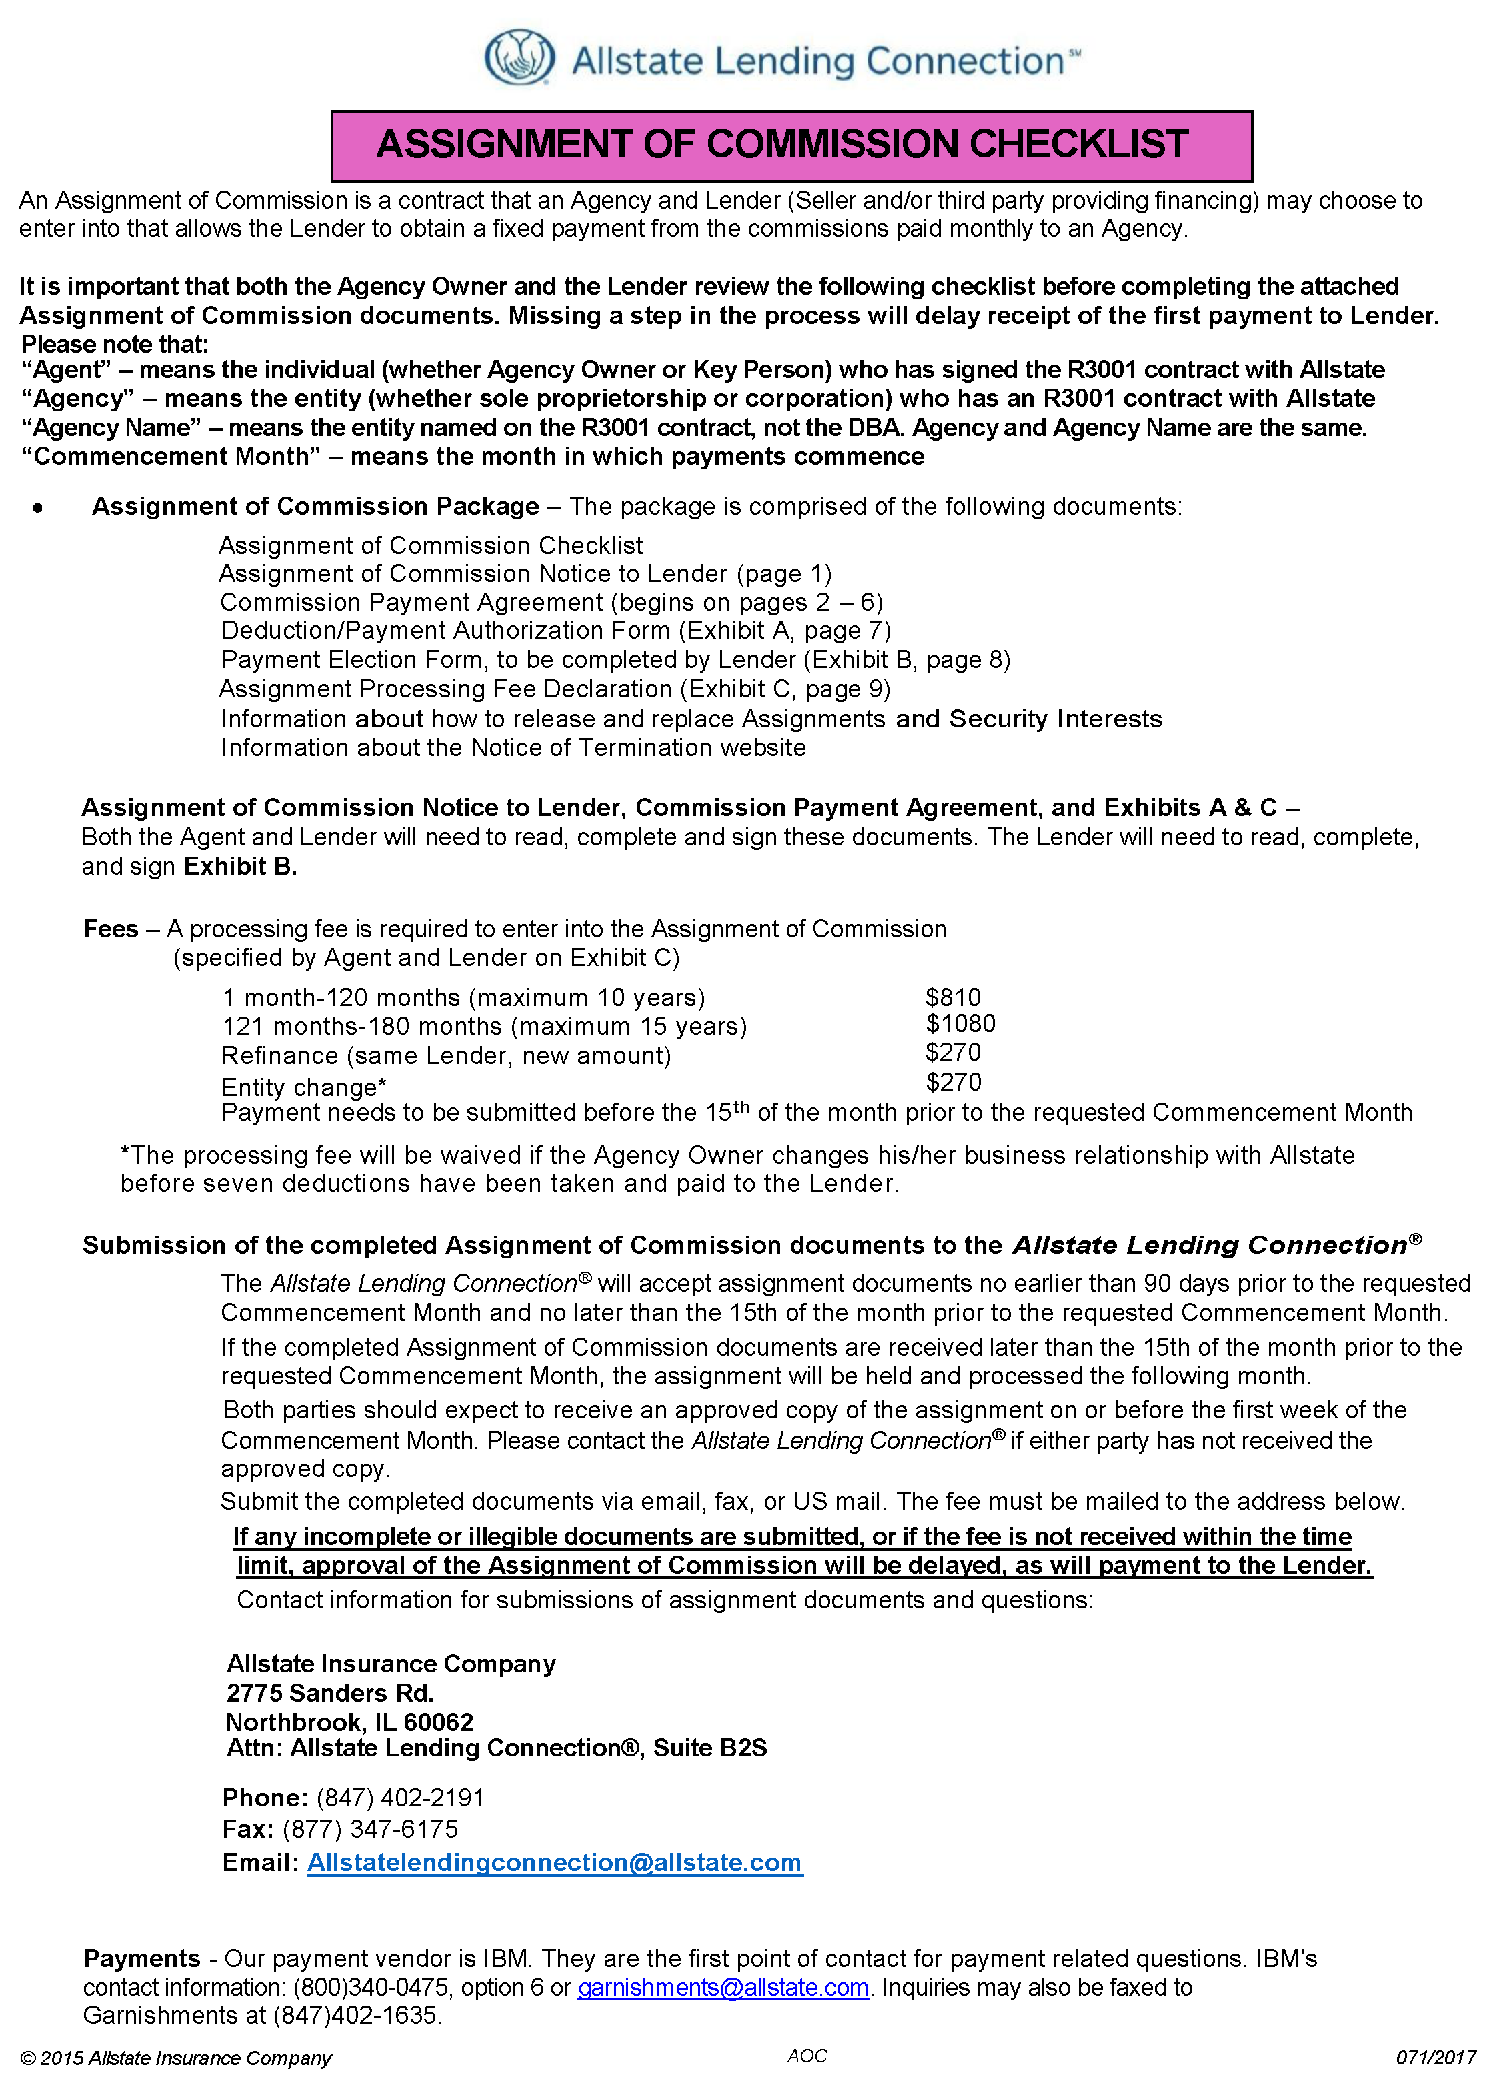 Allstate Lending Connection℠
ASSIGNMENT OF COMMISSION CHECKLIST
An Assignment of Commission is a contract that an Agency and Lender (Seller and/or third party providing financing) may choose to
enter into that allows the Lender to obtain a fixed payment from the commissions paid monthly to an Agency.
It is important that both the Agency Owner and the Lender review the following checklist before completing the attached
Assignment of Commission documents. Missing a step in the process will delay receipt of the first payment to Lender.
Please note that:
“Agent” – means the individual (whether Agency Owner or Key Person) who has signed the R3001 contract with Allstate
“Agency” – means the entity (whether sole proprietorship or corporation) who has an R3001 contract with Allstate
“Agency Name” – means the entity named on the R3001 contract, not the DBA. Agency and Agency Name are the same.
“Commencement Month” – means the month in which payments commence
• Assignment of Commission Package – The package is comprised of the following documents:
Assignment of Commission Checklist
Assignment of Commission Notice to Lender (page 1)
Commission Payment Agreement (begins on pages 2 – 6)
Deduction/Payment Authorization Form (Exhibit A, page 7)
Payment Election Form, to be completed by Lender (Exhibit B, page 8)
Assignment Processing Fee Declaration (Exhibit C, page 9)
Information about how to release and replace Assignments and Security Interests
Information about the Notice of Termination website
Assignment of Commission Notice to Lender, Commission Payment Agreement, and Exhibits A & C –
Both the Agent and Lender will need to read, complete and sign these documents. The Lender will need to read, complete,
and sign Exhibit B.
Fees – A processing fee is required to enter into the Assignment of Commission
(specified by Agent and Lender on Exhibit C)
1 month-120 months (maximum 10 years) $810
121 months-180 months (maximum 15 years) $1080
Refinance (same Lender, new amount) $270
Entity change* $270
Payment needs to be submitted before the 15th of the month prior to the requested Commencement Month
*The processing fee will be waived if the Agency Owner changes his/her business relationship with Allstate
before seven deductions have been taken and paid to the Lender.
Submission of the completed Assignment of Commission documents to the Allstate Lending Connection®
The Allstate Lending Connection® will accept assignment documents no earlier than 90 days prior to the requested
Commencement Month and no later than the 15th of the month prior to the requested Commencement Month.
If the completed Assignment of Commission documents are received later than the 15th of the month prior to the
requested Commencement Month, the assignment will be held and processed the following month.
Both parties should expect to receive an approved copy of the assignment on or before the first week of the
Commencement Month. Please contact the Allstate Lending Connection® if either party has not received the
approved copy.
Submit the completed documents via email, fax, or US mail. The fee must be mailed to the address below.
If any incomplete or illegible documents are submitted, or if the fee is not received within the time
limit, approval of the Assignment of Commission will be delayed, as will payment to the Lender.
Contact information for submissions of assignment documents and questions:
Allstate Insurance Company
2775 Sanders Rd.
Northbrook, IL 60062
Attn: Allstate Lending Connection®, Suite B2S
Phone: (847) 402-2191
Fax: (877) 347-6175
Email: Allstatelendingconnection@allstate.com
Payments - Our payment vendor is IBM. They are the first point of contact for payment related questions. IBM's
contact information: (800)340-0475, option 6 or garnishments@allstate.com. Inquiries may also be faxed to
Garnishments at (847)402-1635.
© 2015 Allstate Insurance Company AOC 071/2017